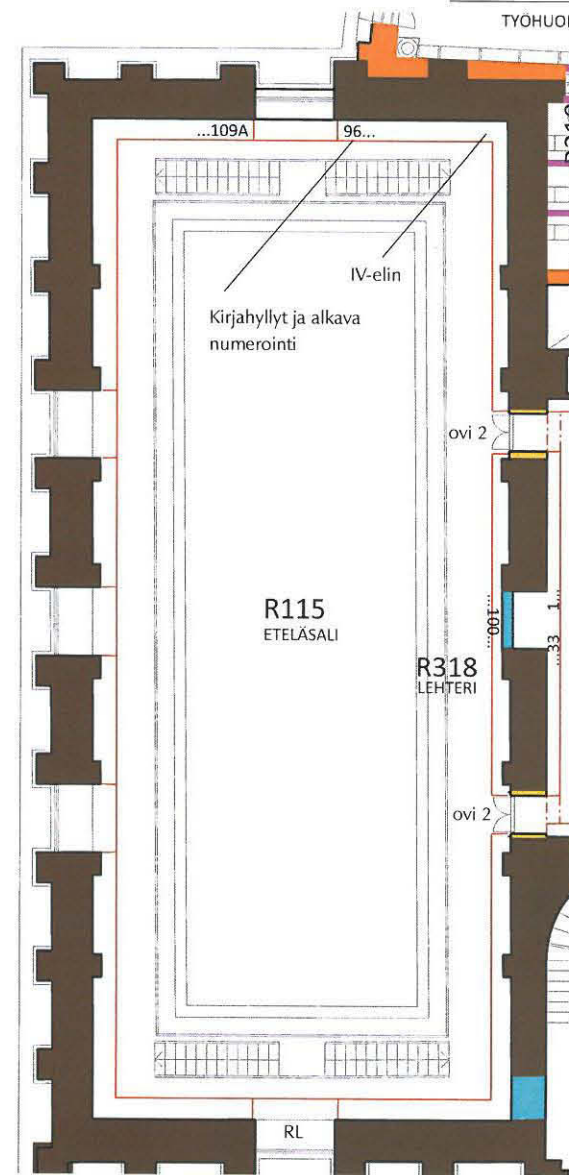 ...109A
96...
IV-elin
Kirjahyllyt ja alkava
numerointi
ovi 2
R115
ETELÄSALI
...100...
1...
...33
R318
LEHTERI
ovi 2
RL